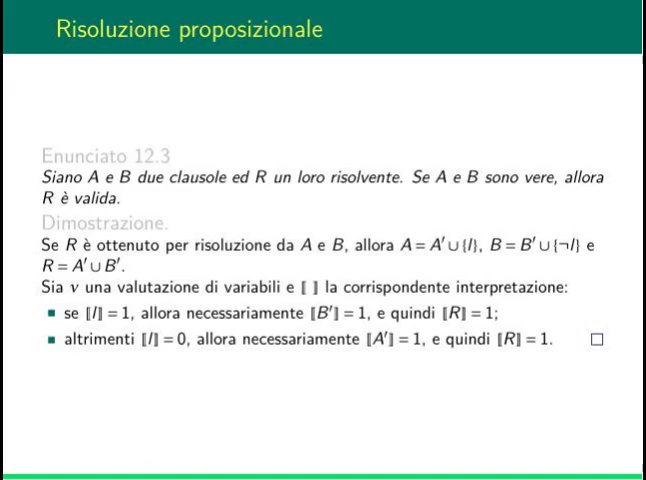 Risoluzione proposizionale
Enunciato 12.3
Siano A e B due clausole ed R un loro risolvente. Se A e B sono vere, allora
R è valida.
Dimostrazione.
Se R è ottenuto per risoluzione da A e B, allora A = A′ ∪ {l}, B = B′ ∪ {¬l} e
R = A′ ∪ B′.
Sia ν una valutazione di variabili e ⟦ ⟧ la corrispondente interpretazione:
▪ se ⟦l⟧ = 1, allora necessariamente ⟦B′⟧ = 1, e quindi ⟦R⟧ = 1;
▪ altrimenti ⟦l⟧ = 0, allora necessariamente ⟦A′⟧ = 1, e quindi ⟦R⟧ = 1. □